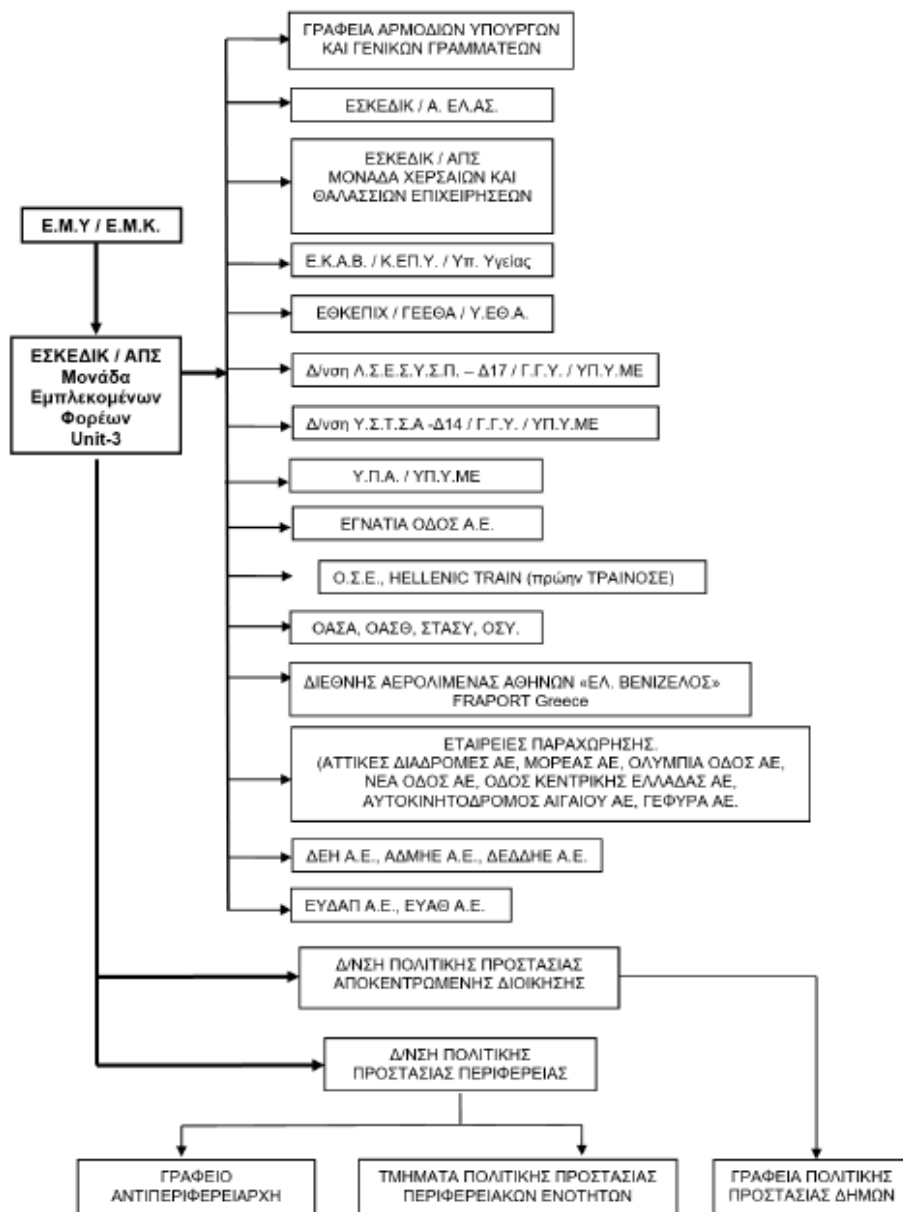 ΓΡΑΦΕΙΑ ΑΡΜΟΔΙΩΝ ΥΠΟΥΡΓΩΝ
ΚΑΙ ΓΕΝΙΚΩΝ ΓΡΑΜΜΑΤΕΩΝ
ΕΣΚΕΔΙΚ / Α. ΕΛ.ΑΣ.
ΕΣΚΕΔΙΚ / ΑΠΣ
ΜΟΝΑΔΑ ΧΕΡΣΑΙΩΝ ΚΑΙ
ΘΑΛΑΣΣΙΩΝ ΕΠΙΧΕΙΡΗΣΕΩΝ
Ε.Μ.Υ / Ε.Μ.Κ.
Ε.Κ.Α.Β. / Κ.ΕΠ.Υ. / Υπ. Υγείας
ΕΘΚΕΠΙΧ / ΓΕΕΘΑ / Υ.ΕΘ.Α.
ΕΣΚΕΔΙΚ / ΑΠΣ
Μονάδα
Εμπλεκομένων
Φορέων
Unit-3
Δ/νση Λ.Σ.Ε.Σ.Υ.Σ.Π. – Δ17 / Γ.Γ.Υ. / ΥΠ.Υ.ΜΕ
Δ/νση Υ.Σ.Τ.Σ.Α -Δ14 / Γ.Γ.Υ. / ΥΠ.Υ.ΜΕ
Υ.Π.Α. / ΥΠ.Υ.ΜΕ
ΕΓΝΑΤΙΑ ΟΔΟΣ Α.Ε.
Ο.Σ.Ε., HELLENIC TRAIN (πρώην ΤΡΑΙΝΟΣΕ)
ΟΑΣΑ, ΟΑΣΘ, ΣΤΑΣΥ, ΟΣΥ.
ΔΙΕΘΝΗΣ ΑΕΡΟΛΙΜΕΝΑΣ ΑΘΗΝΩΝ «ΕΛ. ΒΕΝΙΖΕΛΟΣ»
FRAPORT Greece
ΕΤΑΙΡΕΙΕΣ ΠΑΡΑΧΩΡΗΣΗΣ.
(ΑΤΤΙΚΕΣ ΔΙΑΔΡΟΜΕΣ ΑΕ, ΜΟΡΕΑΣ ΑΕ, ΟΛΥΜΠΙΑ ΟΔΟΣ ΑΕ,
ΝΕΑ ΟΔΟΣ ΑΕ, ΟΔΟΣ ΚΕΝΤΡΙΚΗΣ ΕΛΛΑΔΑΣ ΑΕ,
ΑΥΤΟΚΙΝΗΤΟΔΡΟΜΟΣ ΑΙΓΑΙΟΥ ΑΕ, ΓΕΦΥΡΑ ΑΕ.
ΔΕΗ Α.Ε., ΑΔΜΗΕ Α.Ε., ΔΕΔΔΗΕ Α.Ε.
ΕΥΔΑΠ Α.Ε., ΕΥΑΘ Α.Ε.
Δ/ΝΣΗ ΠΟΛΙΤΙΚΗΣ ΠΡΟΣΤΑΣΙΑΣ
ΑΠΟΚΕΝΤΡΩΜΕΝΗΣ ΔΙΟΙΚΗΣΗΣ
Δ/ΝΣΗ ΠΟΛΙΤΙΚΗΣ
ΠΡΟΣΤΑΣΙΑΣ ΠΕΡΙΦΕΡΕΙΑΣ
ΓΡΑΦΕΙΟ
ΑΝΤΙΠΕΡΙΦΕΡΕΙΑΡΧΗ
ΤΜΗΜΑΤΑ ΠΟΛΙΤΙΚΗΣ ΠΡΟΣΤΑΣΙΑΣ
ΠΕΡΙΦΕΡΕΙΑΚΩΝ ΕΝΟΤΗΤΩΝ
ΓΡΑΦΕΙΑ ΠΟΛΙΤΙΚΗΣ
ΠΡΟΣΤΑΣΙΑΣ ΔΗΜΩΝ